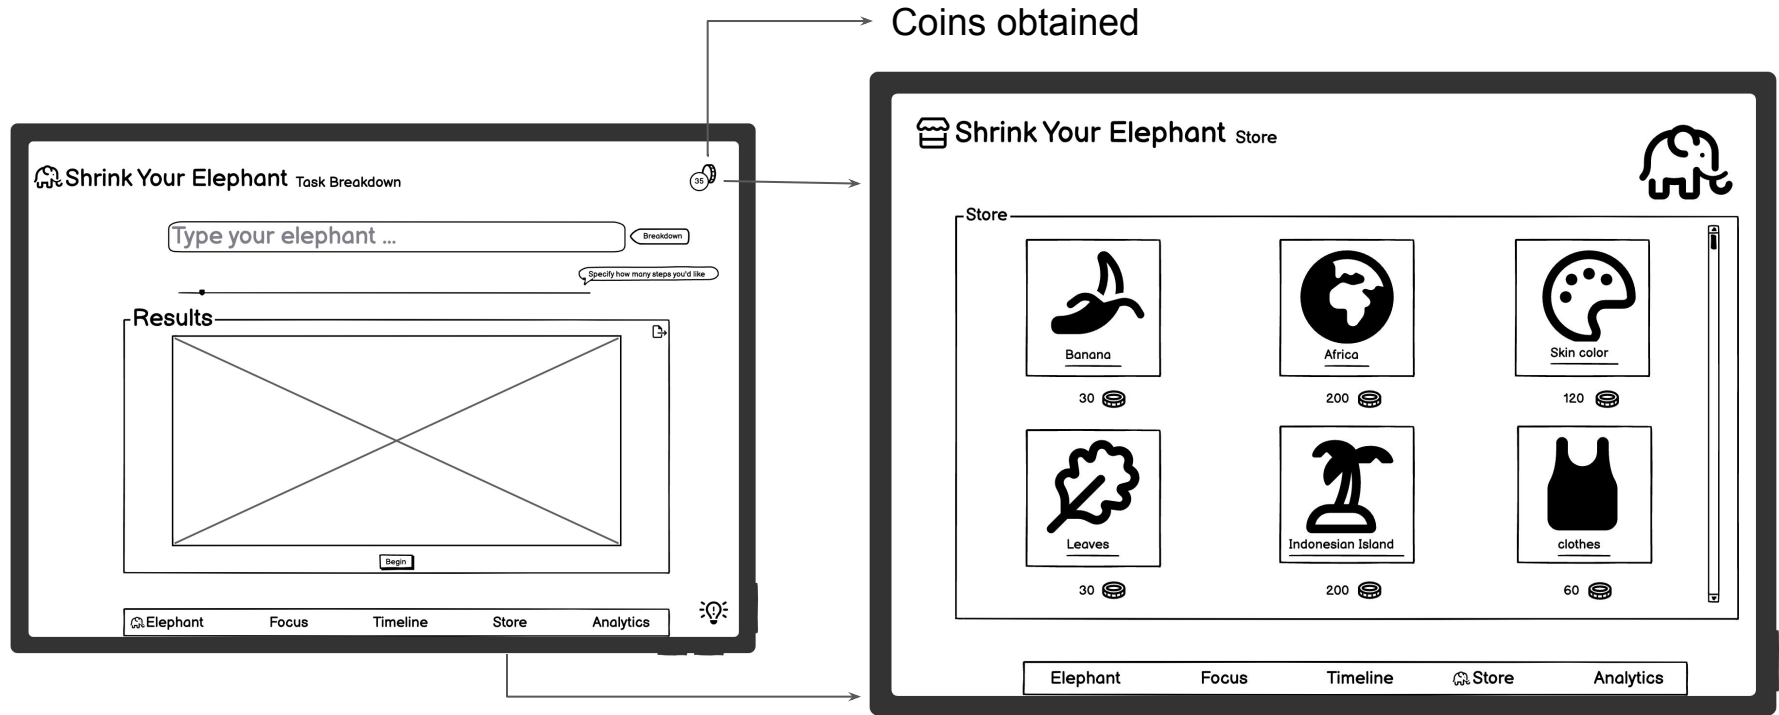 Coins obtained
Shrink Your Elephant Task Breakdown
35
Type your elephant ...
Breakdown
Specify how many steps you'd like
Results
Begin
Elephant Focus Timeline Store Analytics
Shrink Your Elephant Store
Store
Banana Africa Skin color
30 200 120
Leaves Indonesian Island clothes
30 200 60
Elephant Focus Timeline Store Analytics